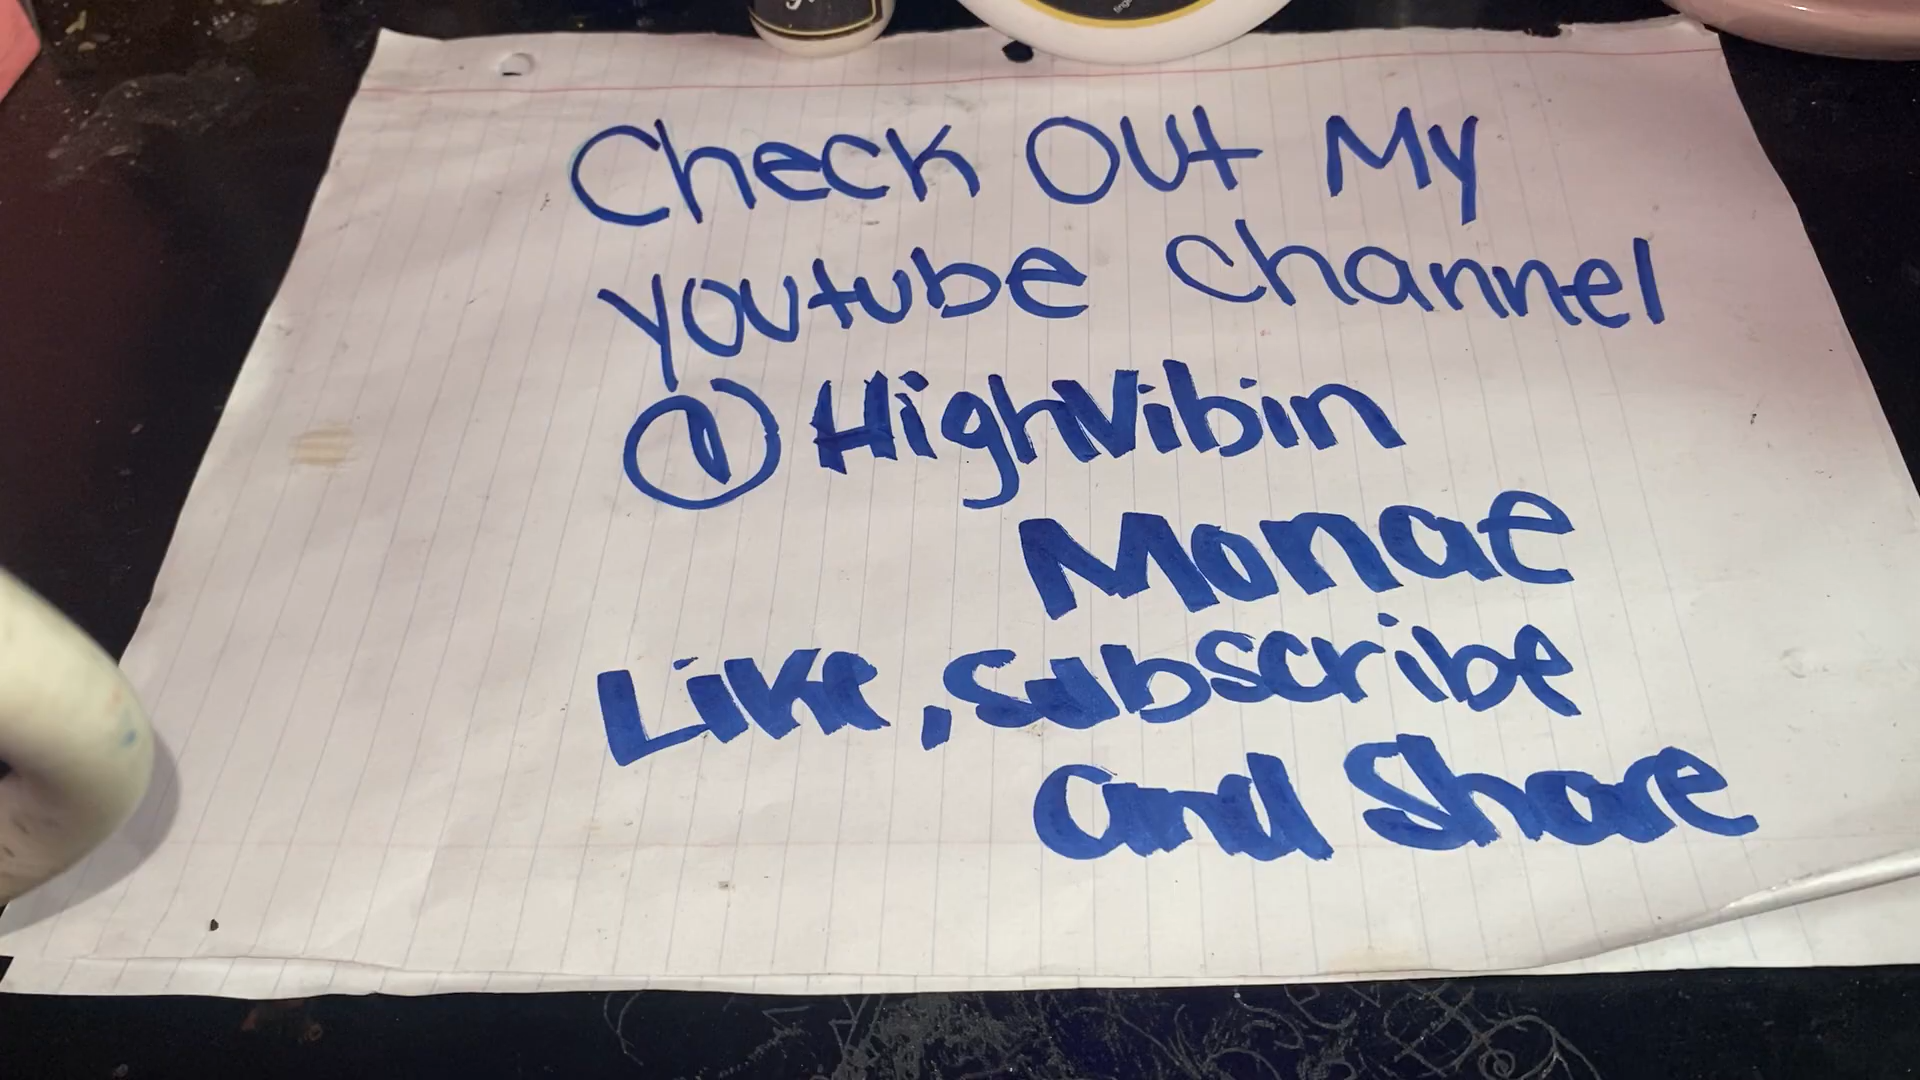 Check Out My
Youtube Channel
@HighVibin
Monae
Like, Subscribe
and Share